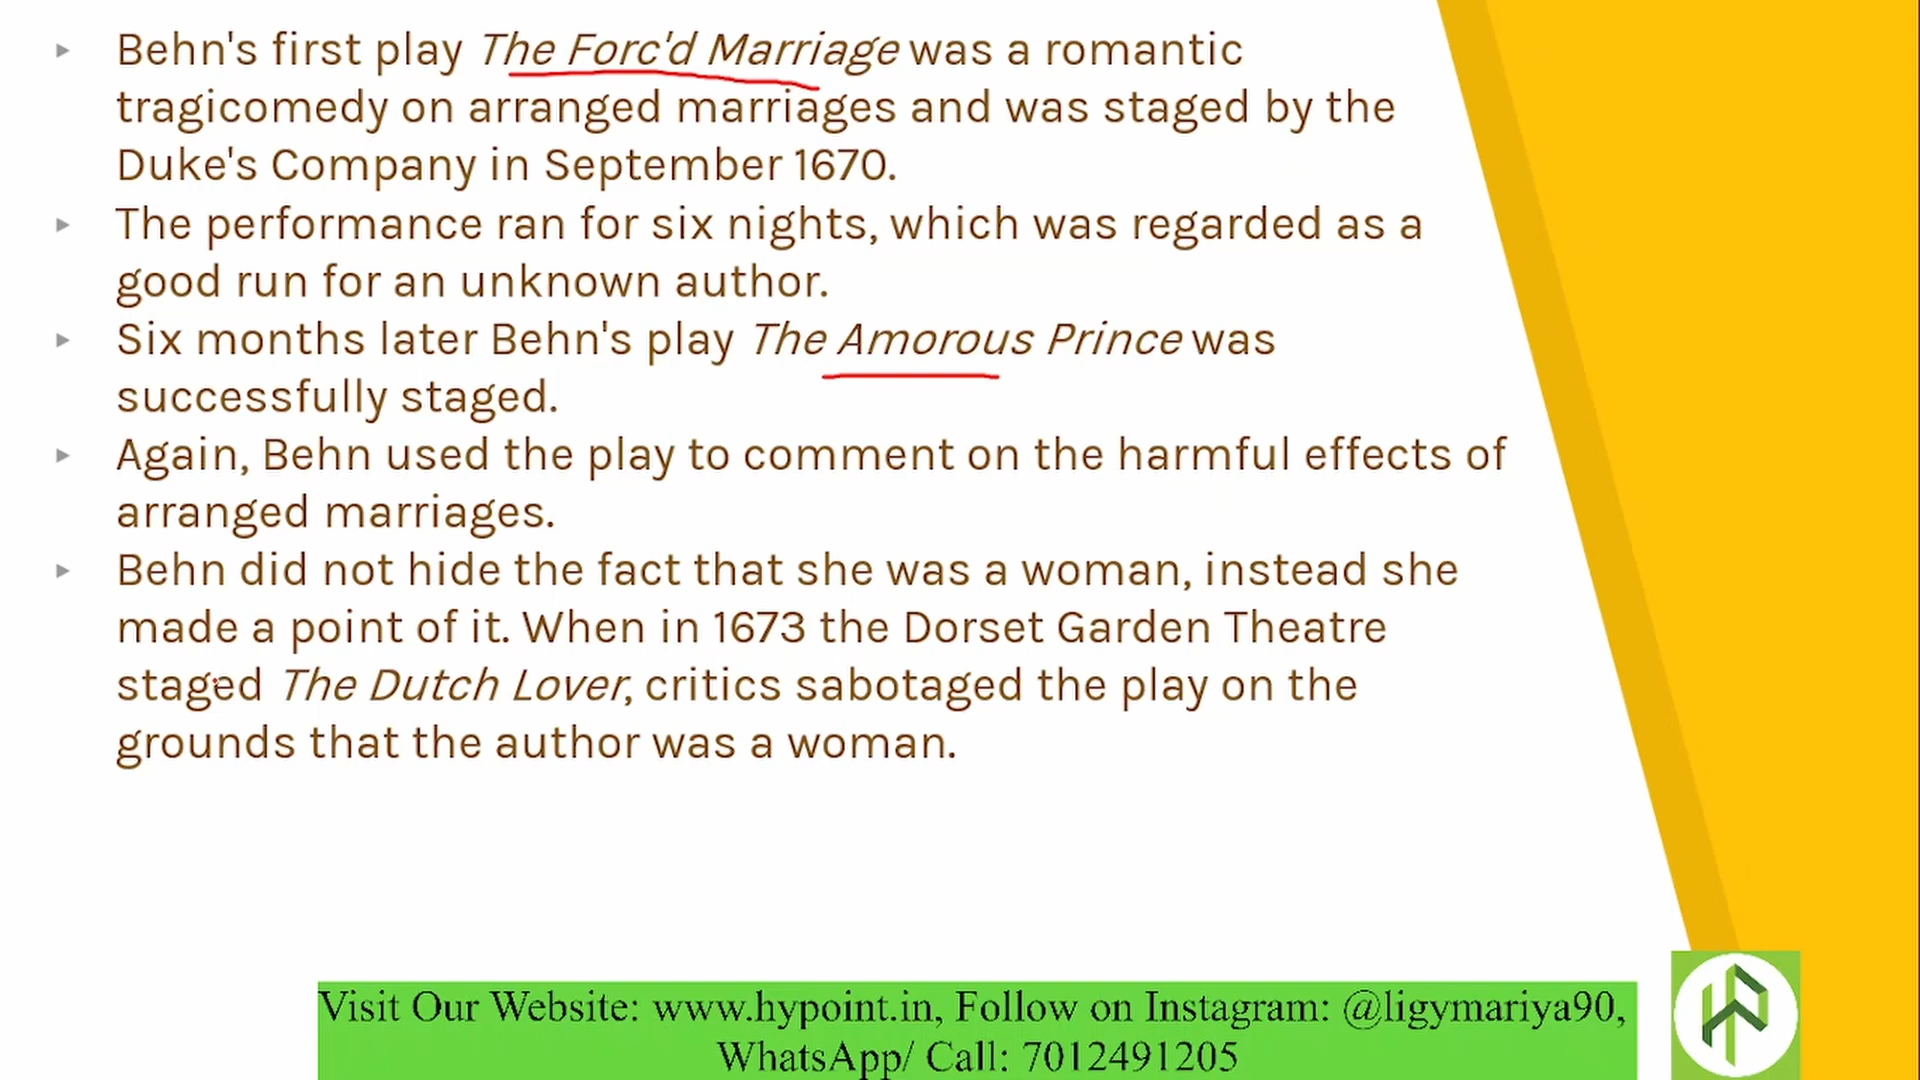 Behn's first play The Forc'd Marriage was a romantic
tragicomedy on arranged marriages and was staged by the
Duke's Company in September 1670.
The performance ran for six nights, which was regarded as a
good run for an unknown author.
Six months later Behn's play The Amorous Prince was
successfully staged.
Again, Behn used the play to comment on the harmful effects of
arranged marriages.
Behn did not hide the fact that she was a woman, instead she
made a point of it. When in 1673 the Dorset Garden Theatre
staged The Dutch Lover, critics sabotaged the play on the
grounds that the author was a woman.
Visit Our Website: www.hypoint.in, Follow on Instagram: @ligymariya90,
WhatsApp/ Call: 7012491205